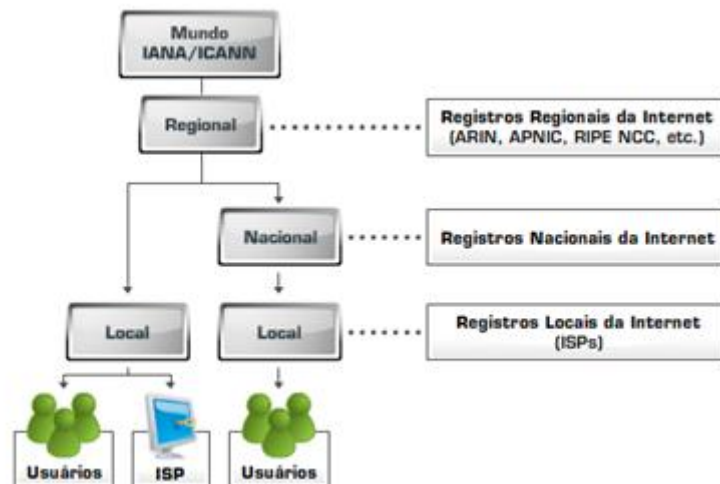 Mundo
IANA/ICANN
Regional
Registros Regionais da Internet
(ARIN, APNIC, RIPE NCC, etc.)
Nacional
Registros Nacionais da Internet
Local
Local
Registros Locais da Internet
(ISPs)
Usuários
ISP
Usuários